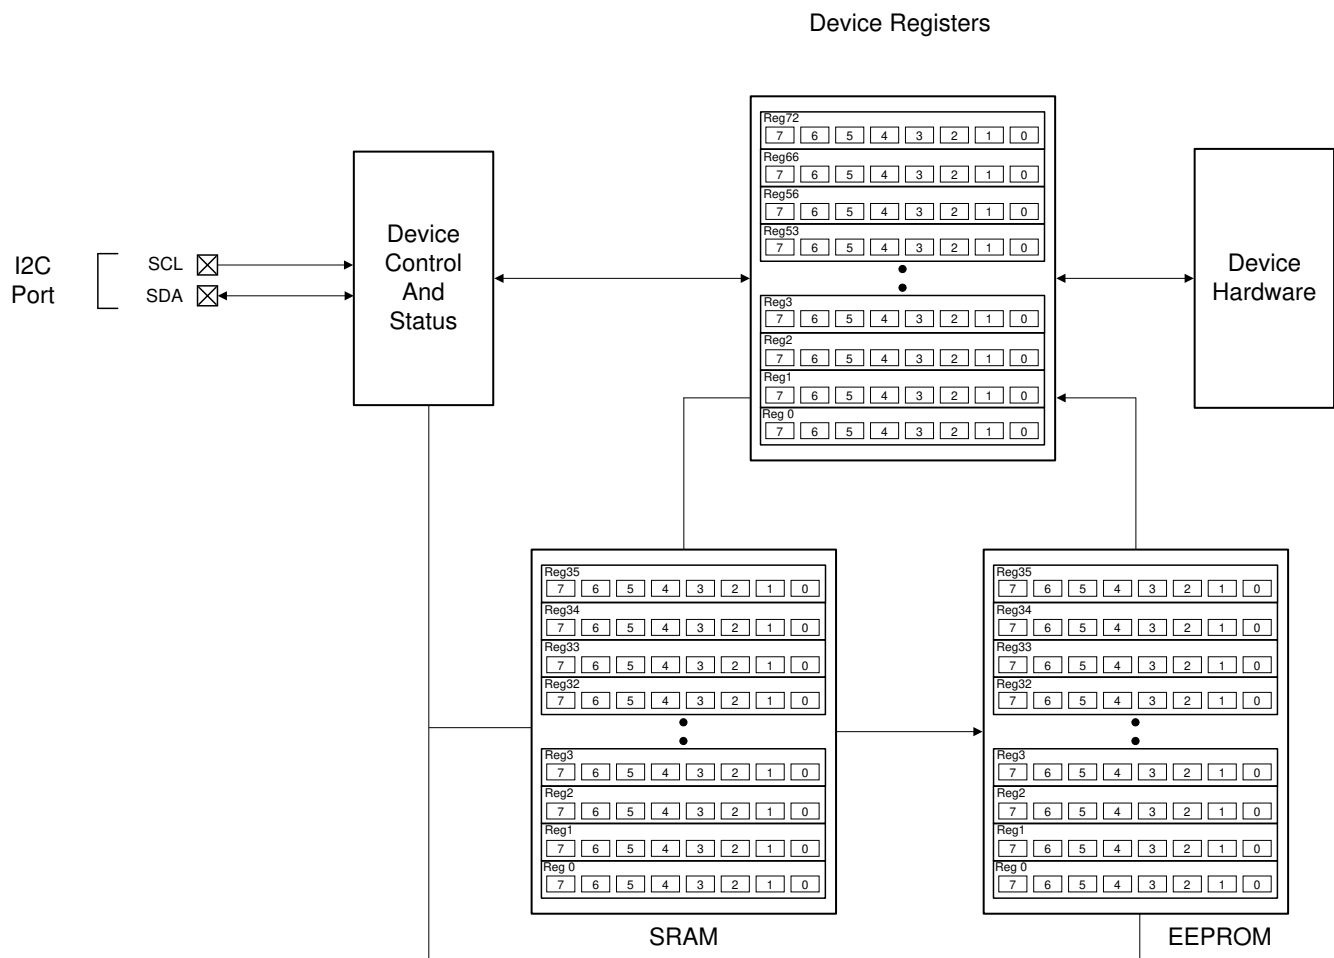 Device Registers
Reg72
7 6 5 4 3 2 1 0
Reg66
7 6 5 4 3 2 1 0
Reg56
7 6 5 4 3 2 1 0
Reg53
7 6 5 4 3 2 1 0
Reg3
7 6 5 4 3 2 1 0
Reg2
7 6 5 4 3 2 1 0
Reg1
7 6 5 4 3 2 1 0
Reg 0
7 6 5 4 3 2 1 0
I2C
Port
SCL
SDA
Device
Control
And
Status
Device
Hardware
Reg35
7 6 5 4 3 2 1 0
Reg34
7 6 5 4 3 2 1 0
Reg33
7 6 5 4 3 2 1 0
Reg32
7 6 5 4 3 2 1 0
Reg3
7 6 5 4 3 2 1 0
Reg2
7 6 5 4 3 2 1 0
Reg1
7 6 5 4 3 2 1 0
Reg 0
7 6 5 4 3 2 1 0
SRAM
Reg35
7 6 5 4 3 2 1 0
Reg34
7 6 5 4 3 2 1 0
Reg33
7 6 5 4 3 2 1 0
Reg32
7 6 5 4 3 2 1 0
Reg3
7 6 5 4 3 2 1 0
Reg2
7 6 5 4 3 2 1 0
Reg1
7 6 5 4 3 2 1 0
Reg 0
7 6 5 4 3 2 1 0
EEPROM